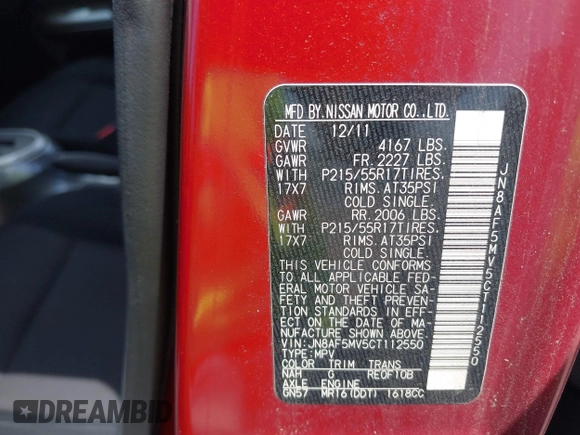 MFD BY.NISSAN MOTOR CO.,LTD.
DATE 12/11
GVWR 4167 LBS.
GAWR FR. 2227 LBS.
WITH P215/55R17TIRES.
17X7 RIMS. AT35PSI
COLD SINGLE.
GAWR RR. 2006 LBS.
WITH P215/55R17TIRES.
17X7 RIMS. AT35PSI
COLD SINGLE.
THIS VEHICLE CONFORMS
TO ALL APPLICABLE FED-
ERAL MOTOR VEHICLE SA-
FETY AND THEFT PREVEN-
TION STANDARDS IN EF-
FECT ON THE DATE OF MA-
NUFACTURE SHOWN ABOVE.
VIN:JN8AF5MV5CT112550
TYPE:MPV
COLOR TRIM TRANS
NAH G RE0F10B
AXLE ENGINE
GN57 MR16(DDT) 1618CC
JN8AF5MV5CT112550
DREAMBID